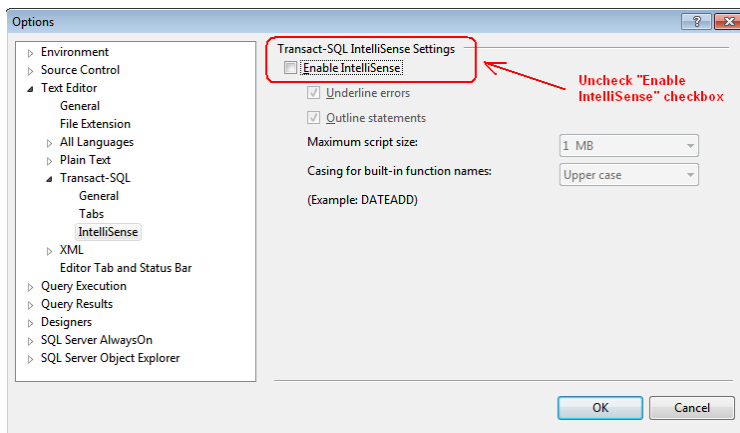 Options
Environment
Source Control
Text Editor
General
File Extension
All Languages
Plain Text
Transact-SQL
General
Tabs
IntelliSense
XML
Editor Tab and Status Bar
Query Execution
Query Results
Designers
SQL Server AlwaysOn
SQL Server Object Explorer
Transact-SQL IntelliSense Settings
Enable IntelliSense
Underline errors
Outline statements
Maximum script size:
1 MB
Casing for built-in function names:
Upper case
(Example: DATEADD)
Uncheck "Enable
IntelliSense" checkbox
OK
Cancel